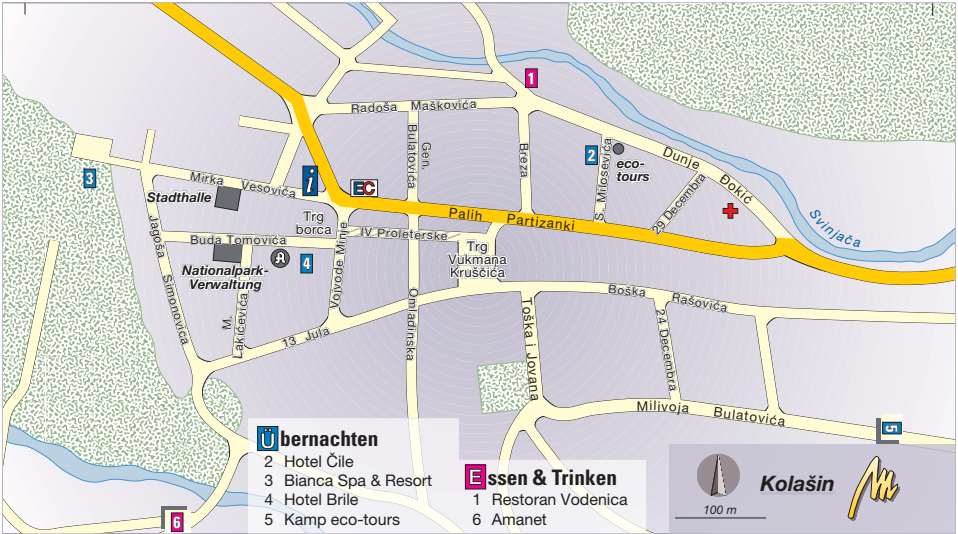 1
Radoša Maškovića
Gen.
Bulatovića
Breza
S. Milosevića
2
eco-
tours
Dunje Đokić
29 Decembra
Svinjača
3
Mirka Vesovića
i
EC
Stadthalle
Trg
borca
Palih Partizanki
IV Proleterske
Buda Tomovića
Jagoša Simonovića
Nationalpark-
Verwaltung
4
Vojvode Minje
Trg
Vukmana
Kruščića
M.
Lakićevića
13 Jula
Omladinska
Toška i Jovana
Boška Rašovića
24 Decembra
Milivoja Bulatovića
5
6
Übernachten
2 Hotel Čile
3 Bianca Spa & Resort
4 Hotel Brile
5 Kamp eco-tours
Essen & Trinken
1 Restoran Vodenica
6 Amanet
100 m
Kolašin